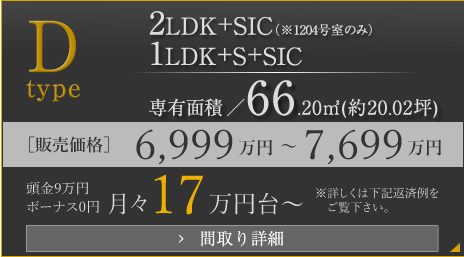 D
type
2LDK+SIC(※1204号室のみ)
1LDK+S+SIC
専有面積／66.20㎡(約20.02坪)
[販売価格] 6,999万円 ～ 7,699万円
頭金9万円
ボーナス0円
月々17万円台～
※詳しくは下記返済例を
ご覧下さい。
› 間取り詳細